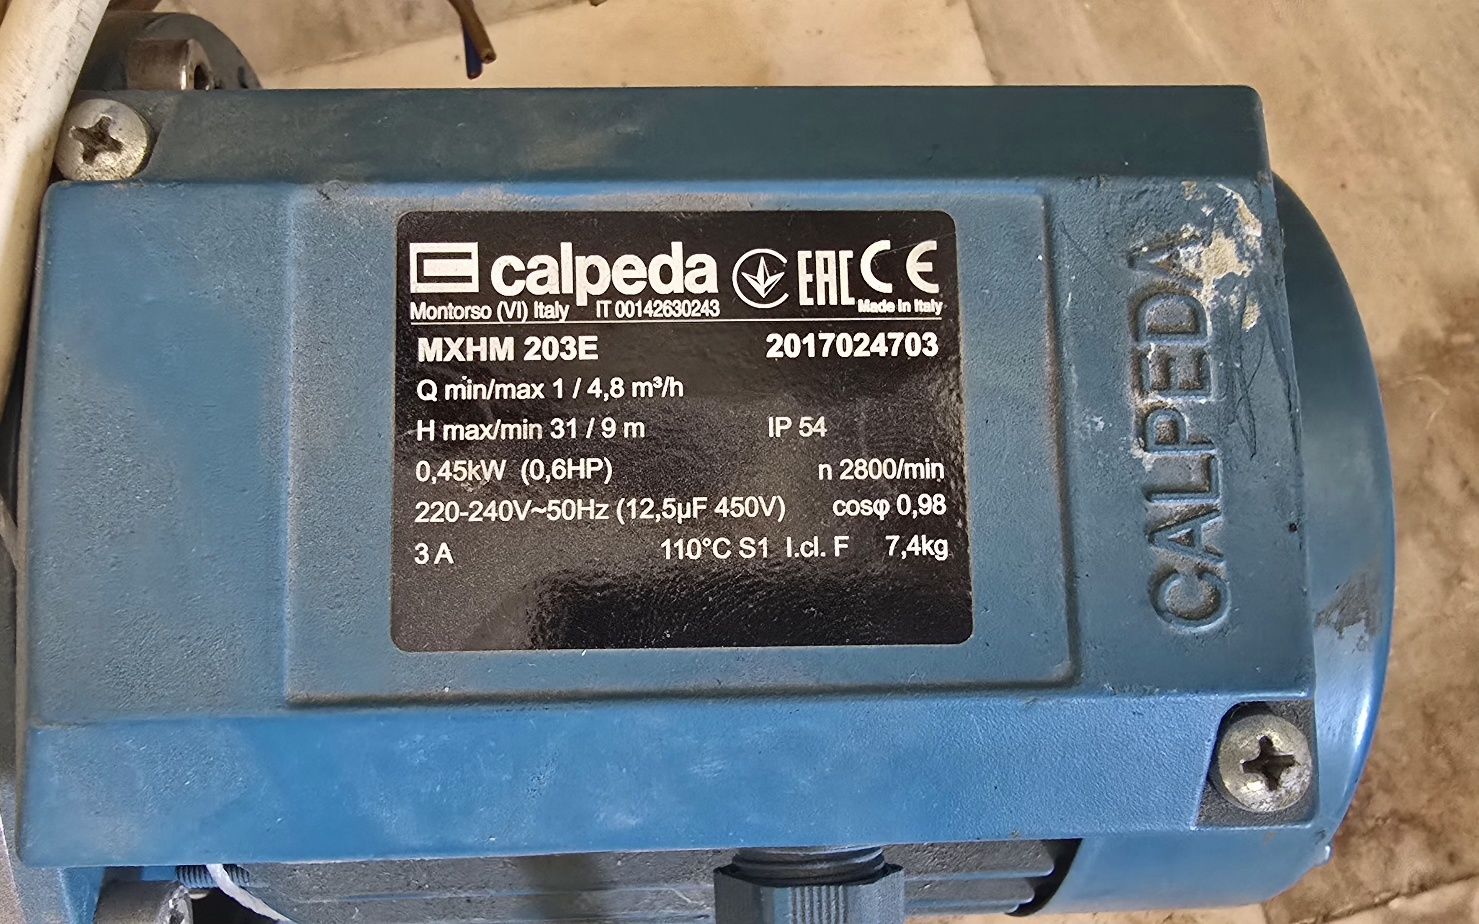 calpeda EAC CE
Montorso (VI) Italy IT 00142630243 Made in Italy
MXHM 203E 2017024703
Q min/max 1 / 4,8 m³/h
H max/min 31 / 9 m IP 54
0,45kW (0,6HP) n 2800/min
220-240V~50Hz (12,5µF 450V) cosφ 0,98
3 A 110°C S1 I.cl. F 7,4kg
CALPEDA